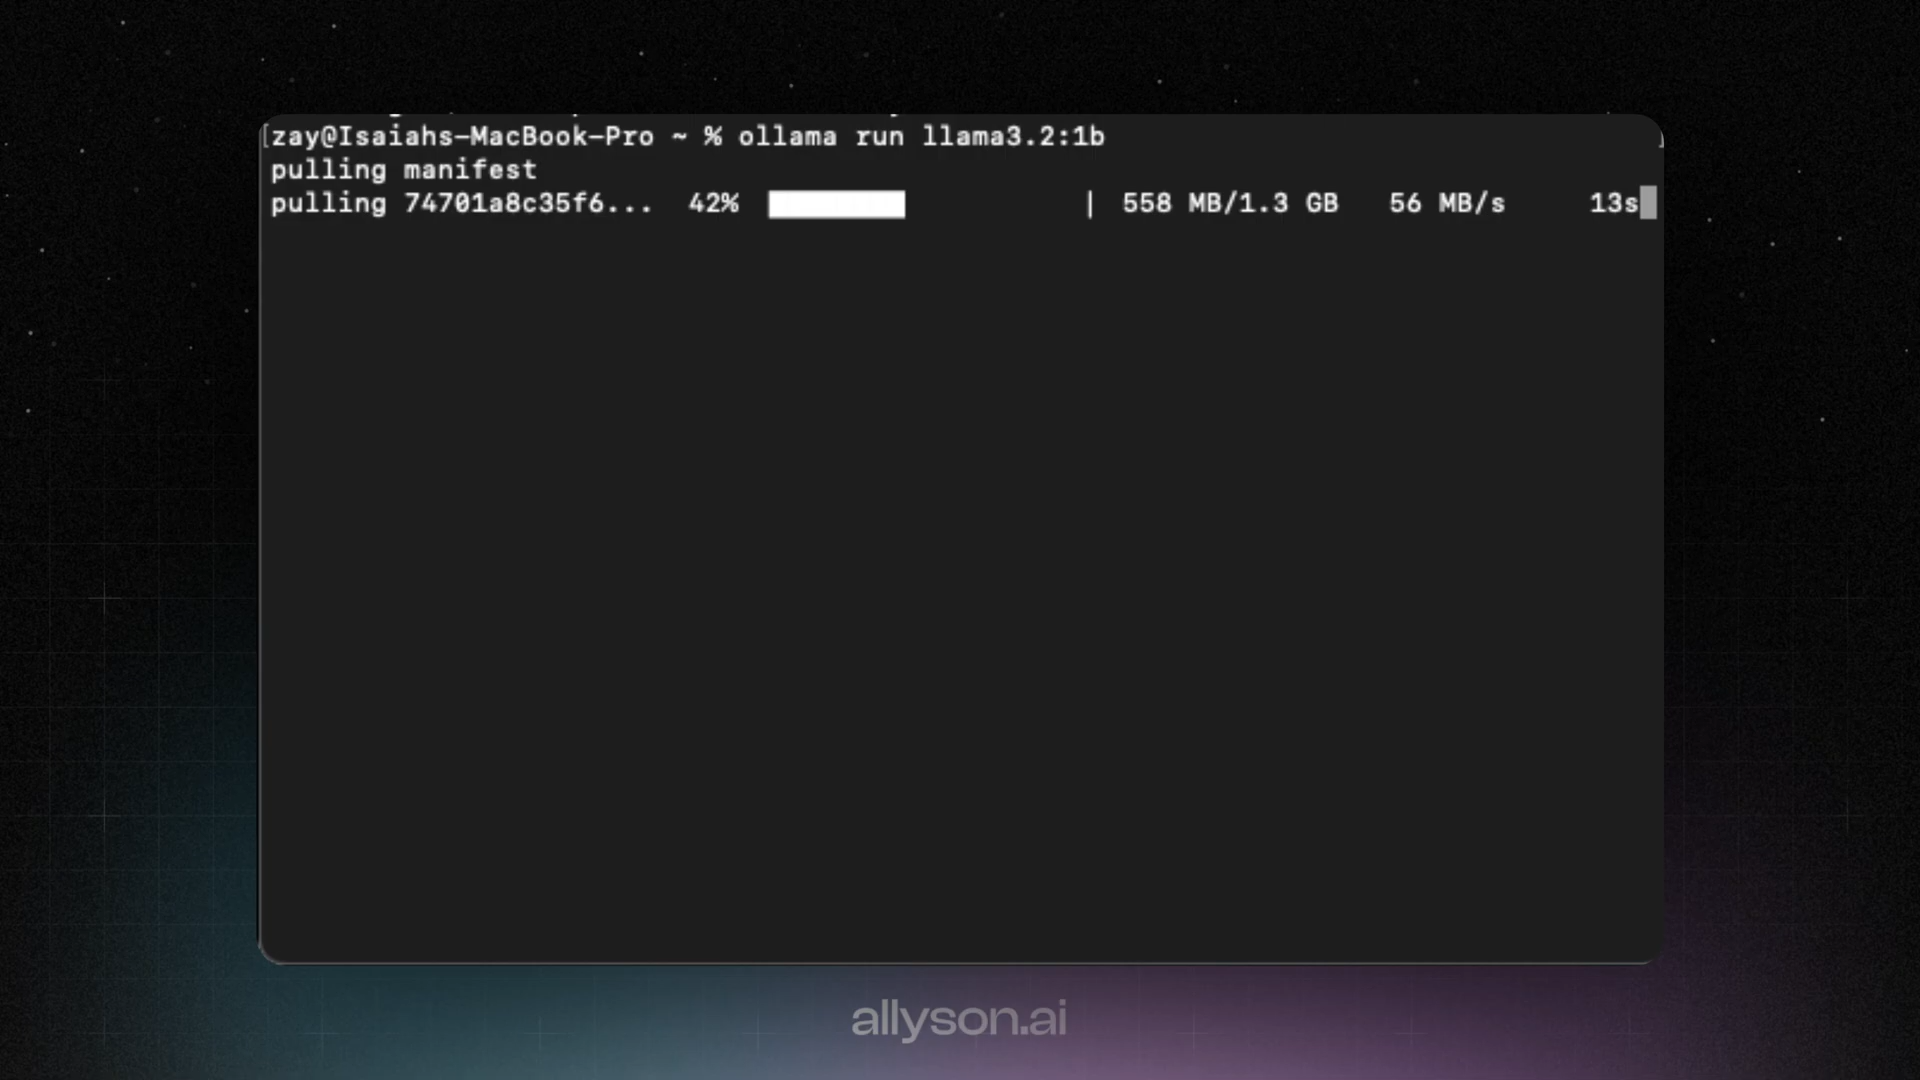 [zay@Isaiahs-MacBook-Pro ~ % ollama run llama3.2:1b ]
pulling manifest
pulling 74701a8c35f6... 42% | 558 MB/1.3 GB 56 MB/s 13s
allyson.ai